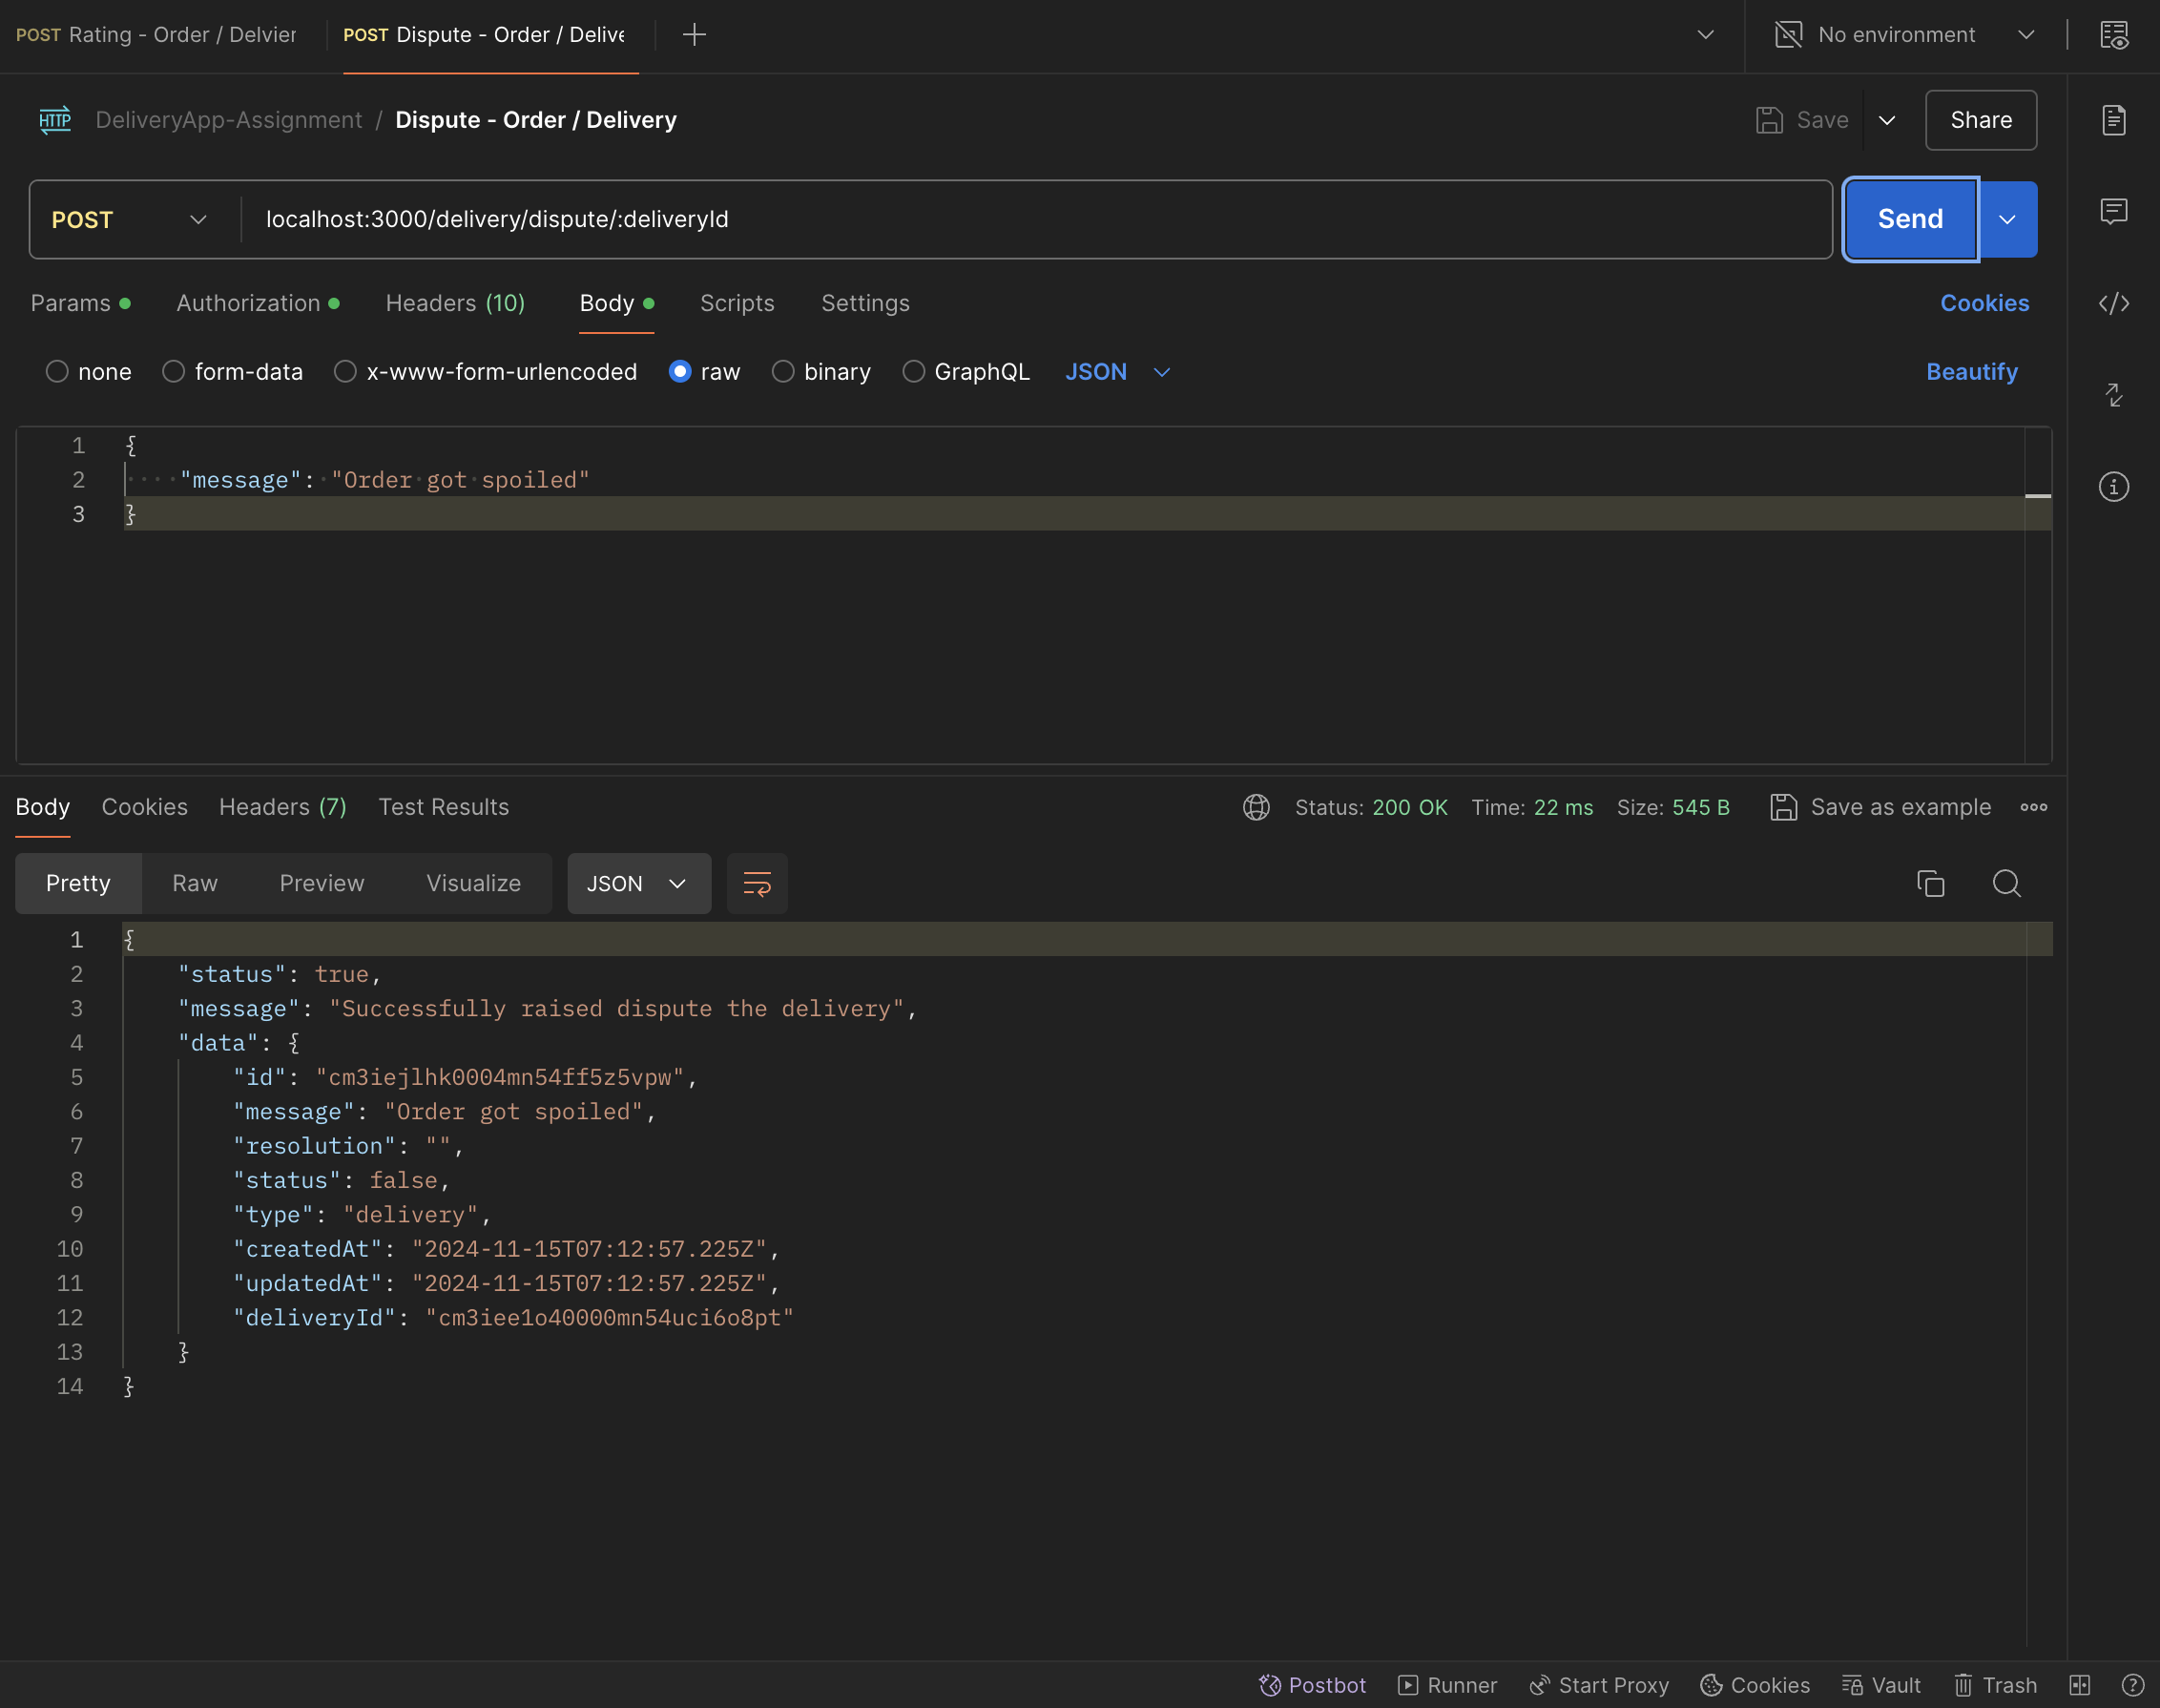 POST Rating - Order / Delvier
POST Dispute - Order / Delive
No environment
HTTP DeliveryApp-Assignment / Dispute - Order / Delivery
Save
Share
POST
localhost:3000/delivery/dispute/:deliveryId
Send
Params
Authorization
Headers (10)
Body
Scripts
Settings
Cookies
none
form-data
x-www-form-urlencoded
raw
binary
GraphQL
JSON
Beautify
1 {
2 "message": "Order got spoiled"
3 }
Body
Cookies
Headers (7)
Test Results
Status: 200 OK
Time: 22 ms
Size: 545 B
Save as example
Pretty
Raw
Preview
Visualize
JSON
1 {
2 "status": true,
3 "message": "Successfully raised dispute the delivery",
4 "data": {
5 "id": "cm3iejlhk0004mn54ff5z5vpw",
6 "message": "Order got spoiled",
7 "resolution": "",
8 "status": false,
9 "type": "delivery",
10 "createdAt": "2024-11-15T07:12:57.225Z",
11 "updatedAt": "2024-11-15T07:12:57.225Z",
12 "deliveryId": "cm3iee1o40000mn54uci6o8pt"
13 }
14 }
Postbot
Runner
Start Proxy
Cookies
Vault
Trash